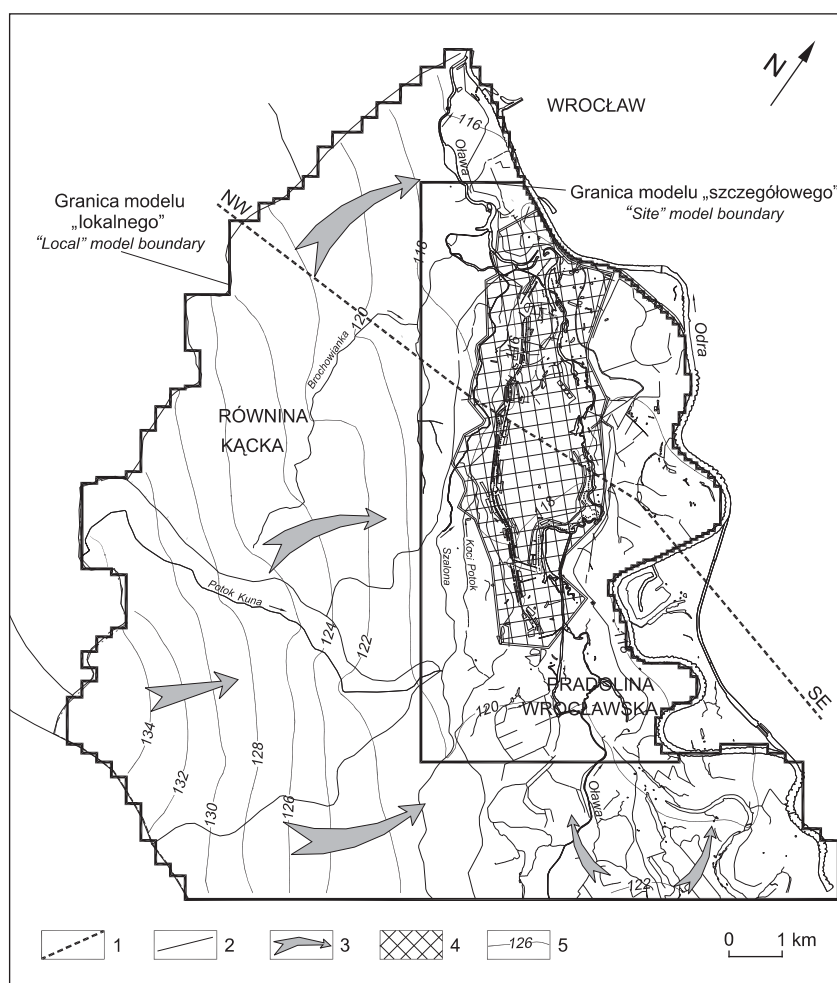 N
WROCŁAW
116
Oława
Granica modelu
„lokalnego”
“Local” model boundary
NW
Granica modelu „szczegółowego”
“Site” model boundary
118
120
Brochowianka
Odra
RÓWNINA
KĄCKA
118
Szalona
Koci Potok
Potok Kuna
124
122
SE
PRADOLINA
WROCŁAWSKA
120
134
132
130
128
126
Oława
122
1
2
3
4
126
5
0 1 km